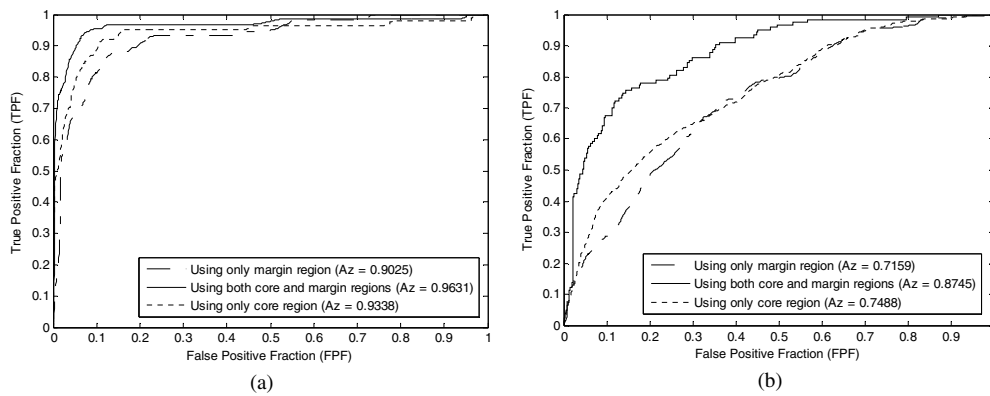 1
0.9
0.8
0.7
0.6
0.5
0.4
0.3
0.2
0.1
0
True Positive Fraction (TPF)
Using only margin region (Az = 0.9025)
Using both core and margin regions (Az = 0.9631)
Using only core region (Az = 0.9338)
0 0.1 0.2 0.3 0.4 0.5 0.6 0.7 0.8 0.9 1
False Positive Fraction (FPF)
(a)
1
0.9
0.8
0.7
0.6
0.5
0.4
0.3
0.2
0.1
0
True Positive Fraction (TPF)
Using only margin region (Az = 0.7159)
Using both core and margin regions (Az = 0.8745)
Using only core region (Az = 0.7488)
0 0.1 0.2 0.3 0.4 0.5 0.6 0.7 0.8 0.9 1
False Positive Fraction (FPF)
(b)